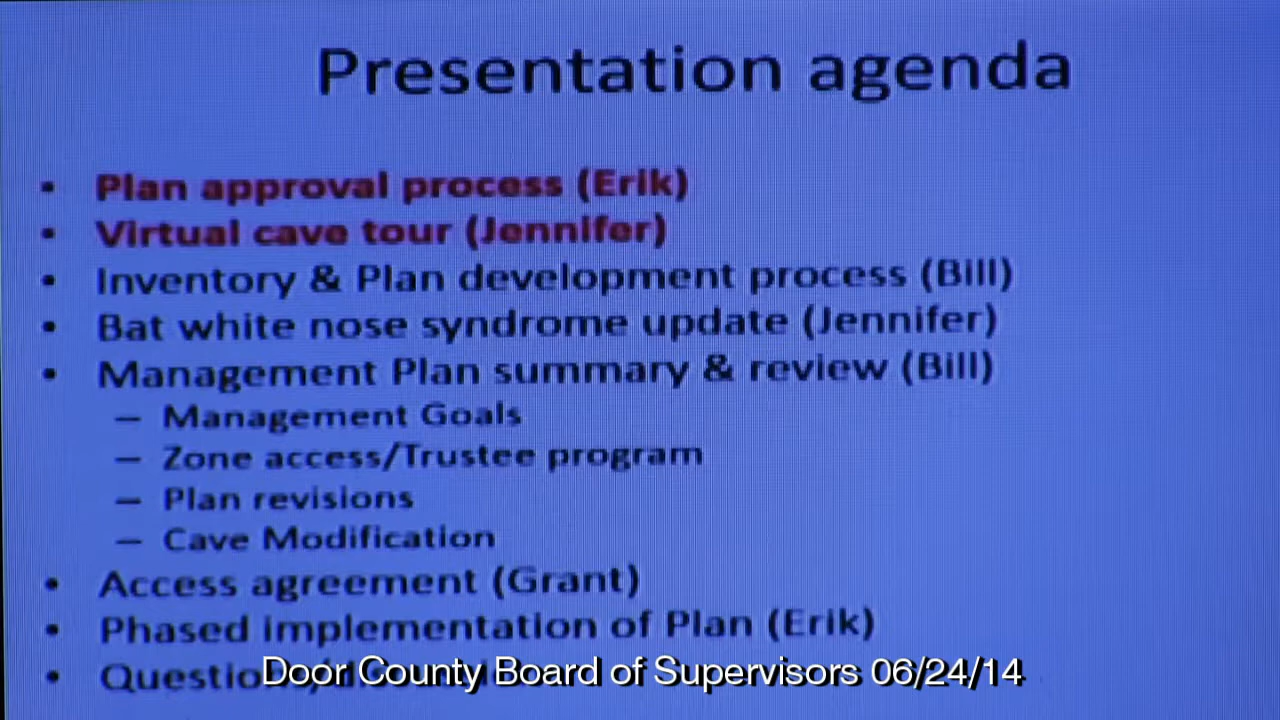 Presentation agenda
• Plan approval process (Erik)
• Virtual cave tour (Jennifer)
• Inventory & Plan development process (Bill)
• Bat white nose syndrome update (Jennifer)
• Management Plan summary & review (Bill)
– Management Goals
– Zone access/Trustee program
– Plan revisions
– Cave Modification
• Access agreement (Grant)
• Phased implementation of Plan (Erik)
Door County Board of Supervisors 06/24/14